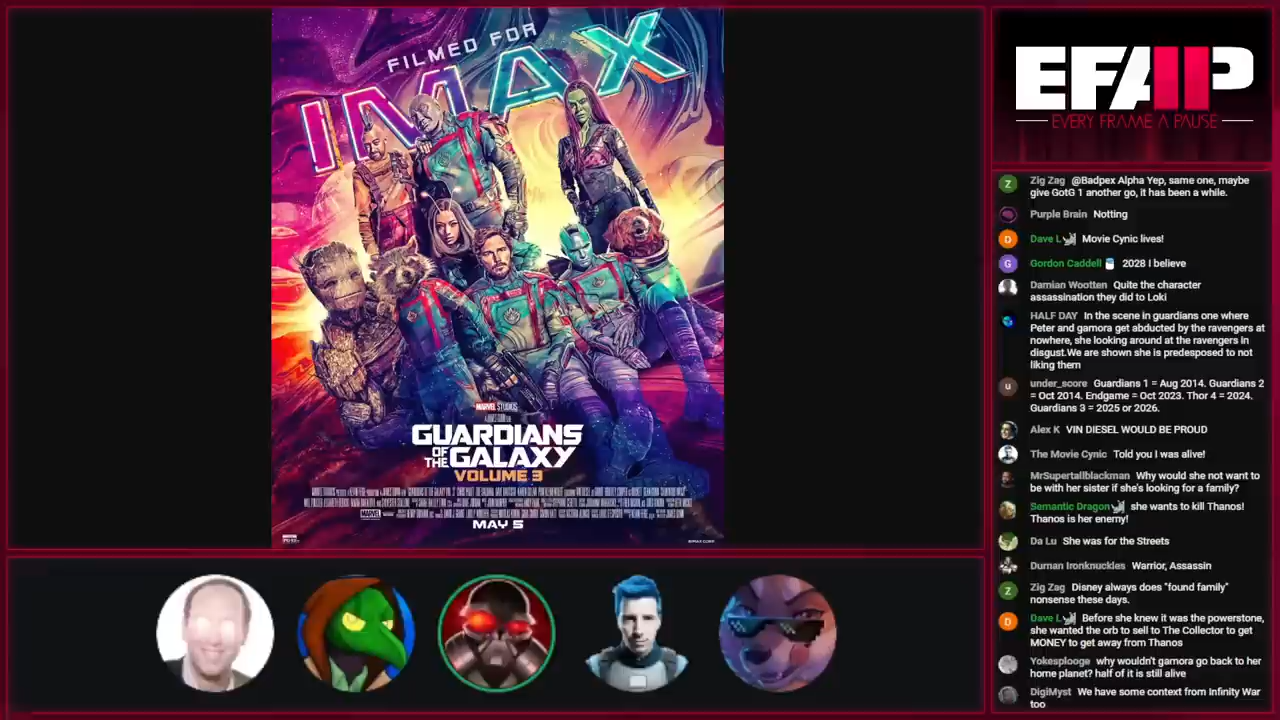 FILMED FOR
IMAX
MARVEL STUDIOS
GUARDIANS
OF THE GALAXY
VOLUME 3
MARVEL
MAY 5
EFAP
EVERY FRAME A PAUSE
Zig Zag @Badpex Alpha Yep, same one, maybe
give GotG 1 another go, it has been a while.
Purple Brain Notting
Dave L Movie Cynic lives!
Gordon Caddell 2028 I believe
Damian Wootten Quite the character
assassination they did to Loki
HALF DAY In the scene in guardians one where
Peter and gamora get abducted by the ravengers at
nowhere, she looking around at the ravengers in
disgust.We are shown she is predesposed to not
liking them
under_score Guardians 1 = Aug 2014. Guardians 2
= Oct 2014. Endgame = Oct 2023. Thor 4 = 2024.
Guardians 3 = 2025 or 2026.
Alex K VIN DIESEL WOULD BE PROUD
The Movie Cynic Told you I was alive!
MrSupertallblackman Why would she not want to
be with her sister if she's looking for a family?
Semantic Dragon she wants to kill Thanos!
Thanos is her enemy!
Da Lu She was for the Streets
Durnan Ironknuckles Warrior, Assassin
Zig Zag Disney always does "found family"
nonsense these days.
Dave L Before she knew it was the powerstone,
she wanted the orb to sell to The Collector to get
MONEY to get away from Thanos
Yokesplooge why wouldn't gamora go back to her
home planet? half of it is still alive
DigiMyst We have some context from Infinity War
too